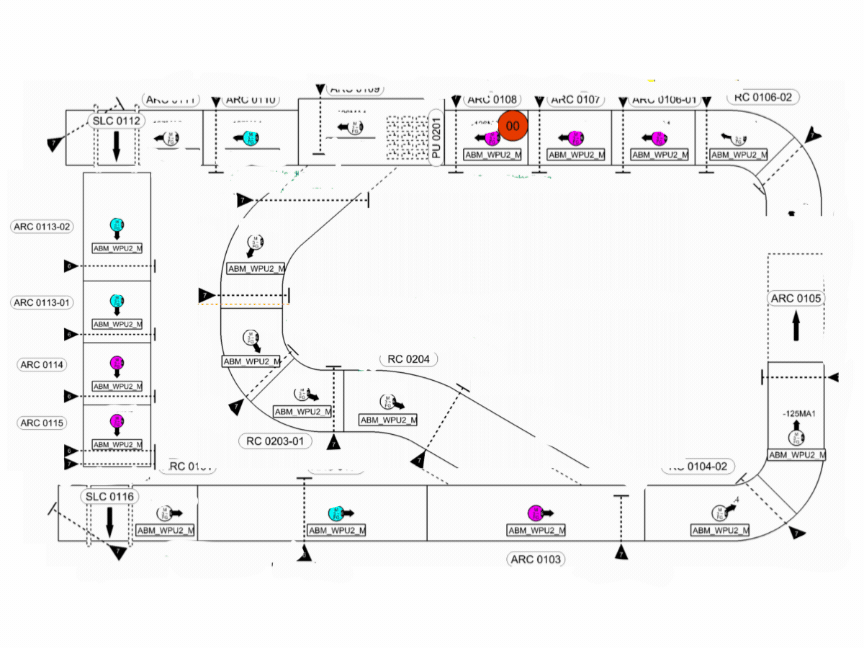 ARC 0111
ARC 0110
ARC 0109
ARC 0108
ARC 0107
ARC 0106-01
RC 0106-02
SLC 0112
PU 0201
00
ABM_WPU2_M
ABM_WPU2_M
ABM_WPU2_M
ABM_WPU2_M
ARC 0113-02
ABM_WPU2_M
ABM_WPU2_M
ARC 0113-01
ABM_WPU2_M
ARC 0105
ARC 0114
ABM_WPU2_M
ABM_WPU2_M
RC 0204
ARC 0115
ABM_WPU2_M
ABM_WPU2_M
ABM_WPU2_M
-125MA1
RC 0203-01
ABM_WPU2_M
0104-02
SLC 0116
ABM_WPU2_M
ABM_WPU2_M
ABM_WPU2_M
ABM_WPU2_M
ARC 0103